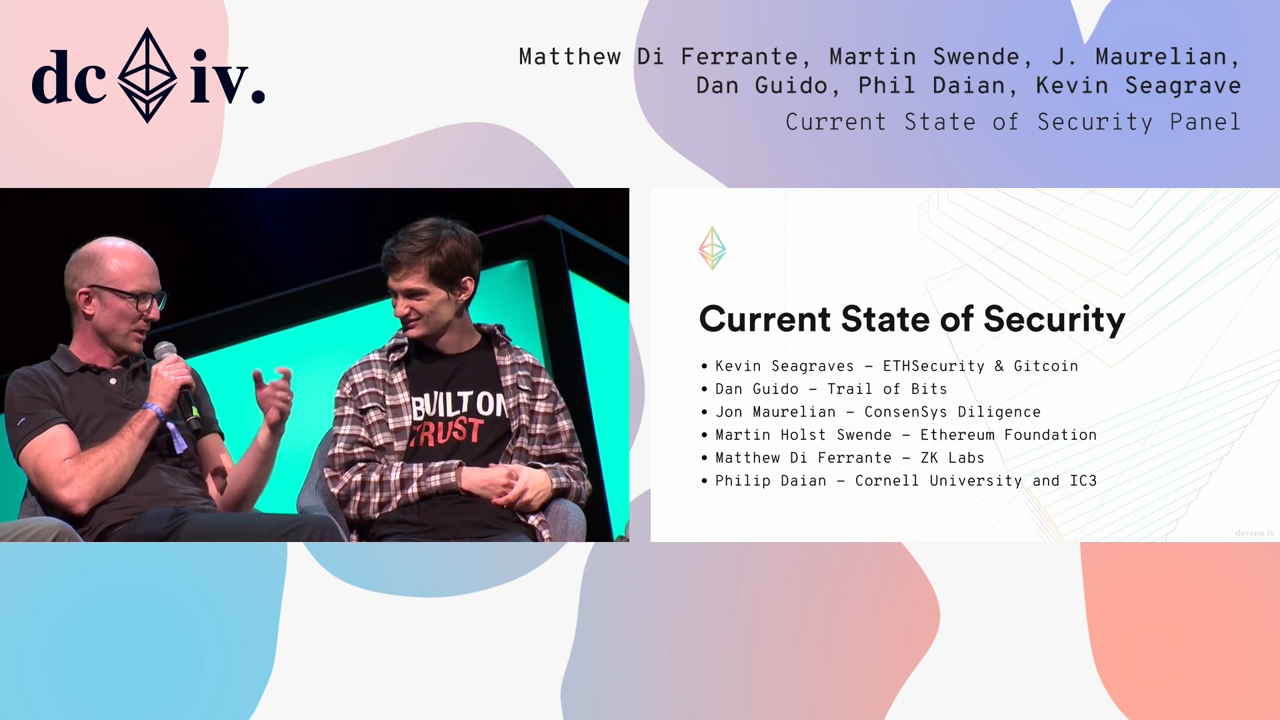 dc iv.
Matthew Di Ferrante, Martin Swende, J. Maurelian,
Dan Guido, Phil Daian, Kevin Seagrave
Current State of Security Panel
BUILT ON
TRUST
Current State of Security
• Kevin Seagraves – ETHSecurity & Gitcoin
• Dan Guido – Trail of Bits
• Jon Maurelian – ConsenSys Diligence
• Martin Holst Swende – Ethereum Foundation
• Matthew Di Ferrante – ZK Labs
• Philip Daian – Cornell University and IC3
devcon iv